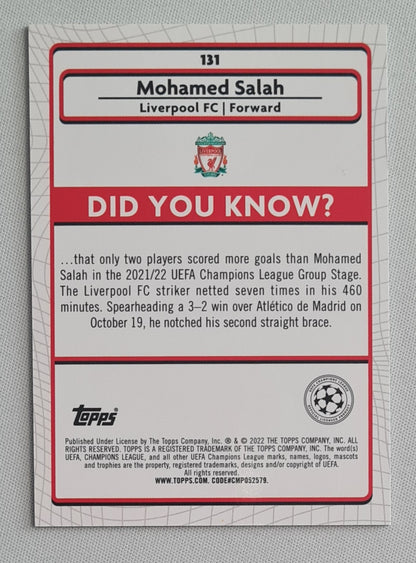 131
Mohamed Salah
Liverpool FC | Forward
LIVERPOOL
DID YOU KNOW?
...that only two players scored more goals than Mohamed
Salah in the 2021/22 UEFA Champions League Group Stage.
The Liverpool FC striker netted seven times in his 460
minutes. Spearheading a 3–2 win over Atlético de Madrid on
October 19, he notched his second straight brace.
Topps
Published Under License by The Topps Company, Inc. ® & © 2022 THE TOPPS COMPANY, INC. ALL
RIGHTS RESERVED. TOPPS IS A REGISTERED TRADEMARK OF THE TOPPS COMPANY, INC. The word(s)
UEFA, CHAMPIONS LEAGUE, and all other UEFA Champions League marks, names, logos, mascots
and trophies are the property, registered trademarks, designs and/or copyright of UEFA.
All rights reserved.
WWW.TOPPS.COM. CODE#CMP052579.